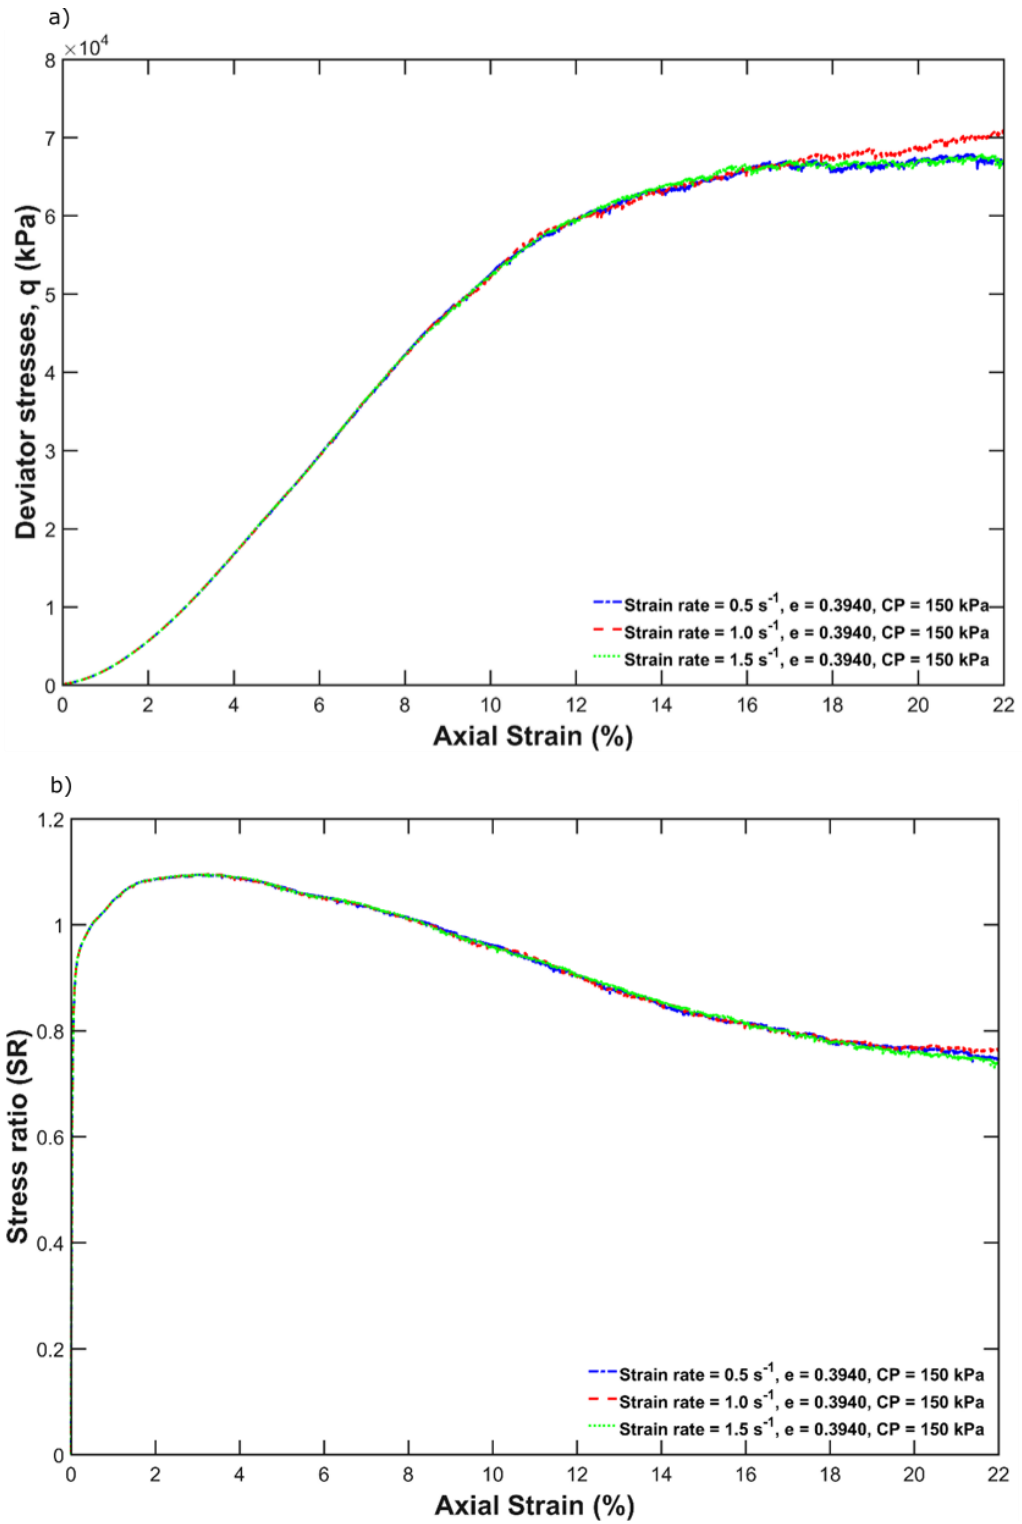 a)
×10⁴
8
7
6
5
4
3
2
1
0
Deviator stresses, q (kPa)
Strain rate = 0.5 s⁻¹, e = 0.3940, CP = 150 kPa
Strain rate = 1.0 s⁻¹, e = 0.3940, CP = 150 kPa
Strain rate = 1.5 s⁻¹, e = 0.3940, CP = 150 kPa
0 2 4 6 8 10 12 14 16 18 20 22
Axial Strain (%)
b)
1.2
1
0.8
0.6
0.4
0.2
0
Stress ratio (SR)
Strain rate = 0.5 s⁻¹, e = 0.3940, CP = 150 kPa
Strain rate = 1.0 s⁻¹, e = 0.3940, CP = 150 kPa
Strain rate = 1.5 s⁻¹, e = 0.3940, CP = 150 kPa
0 2 4 6 8 10 12 14 16 18 20 22
Axial Strain (%)